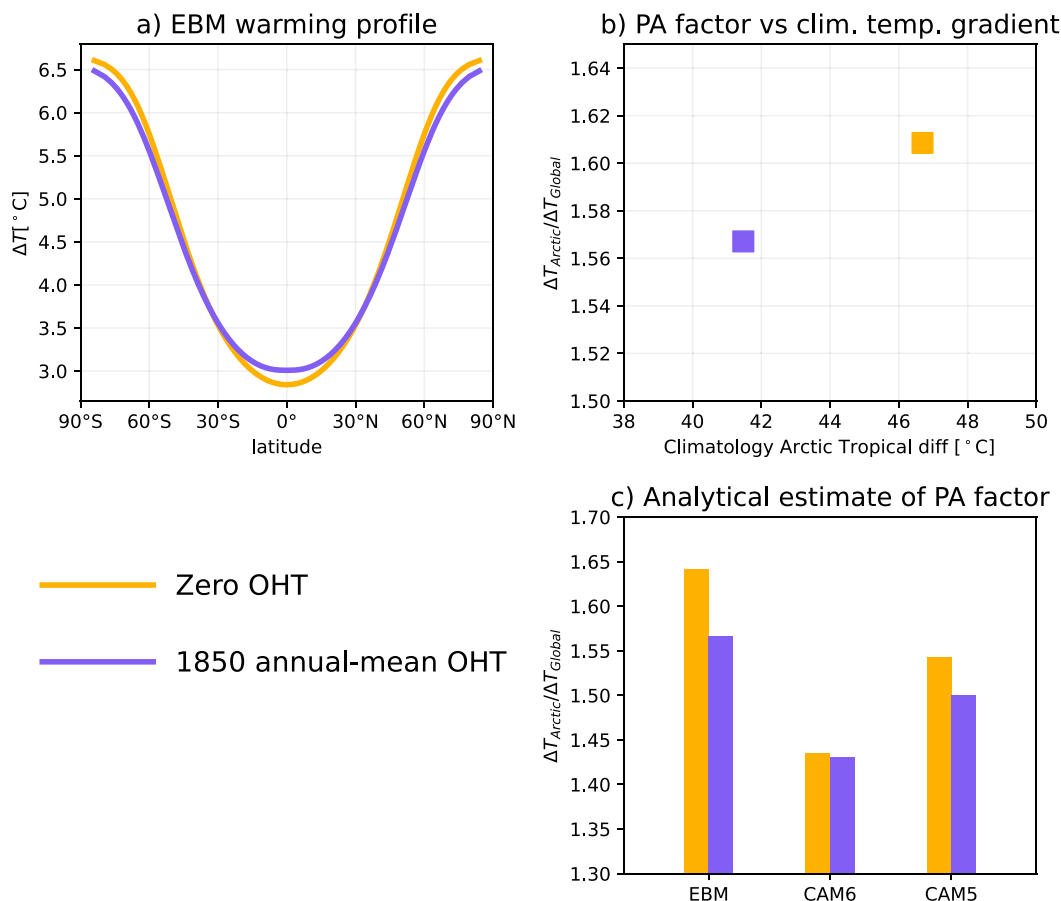 a) EBM warming profile
6.5
6.0
5.5
5.0
4.5
4.0
3.5
3.0
ΔT[°C]
90°S 60°S 30°S 0° 30°N 60°N 90°N
latitude
b) PA factor vs clim. temp. gradient
1.64
1.62
1.60
1.58
1.56
1.54
1.52
1.50
ΔT_Arctic/ΔT_Global
38 40 42 44 46 48 50
Climatology Arctic Tropical diff [°C]
Zero OHT
1850 annual-mean OHT
c) Analytical estimate of PA factor
1.70
1.65
1.60
1.55
1.50
1.45
1.40
1.35
1.30
ΔT_Arctic/ΔT_Global
EBM CAM6 CAM5